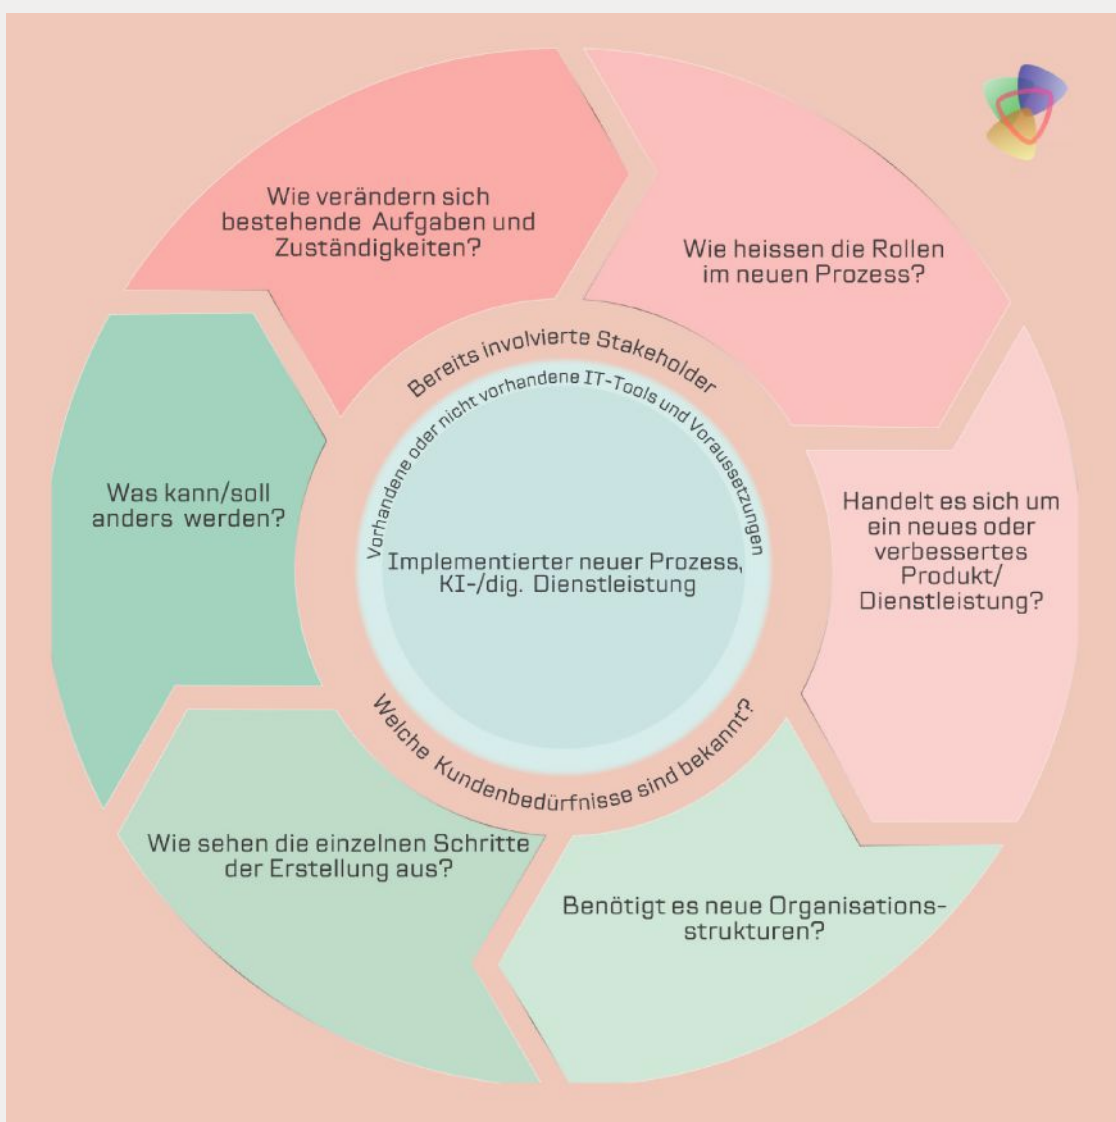 Wie verändern sich
bestehende Aufgaben und
Zuständigkeiten?
Wie heissen die Rollen
im neuen Prozess?
Handelt es sich um
ein neues oder
verbessertes
Produkt/
Dienstleistung?
Benötigt es neue Organisations-
strukturen?
Wie sehen die einzelnen Schritte
der Erstellung aus?
Was kann/soll
anders werden?
Bereits involvierte Stakeholder
Vorhandene oder nicht vorhandene IT-Tools und Voraussetzungen
Implementierter neuer Prozess,
KI-/dig. Dienstleistung
Welche Kundenbedürfnisse sind bekannt?